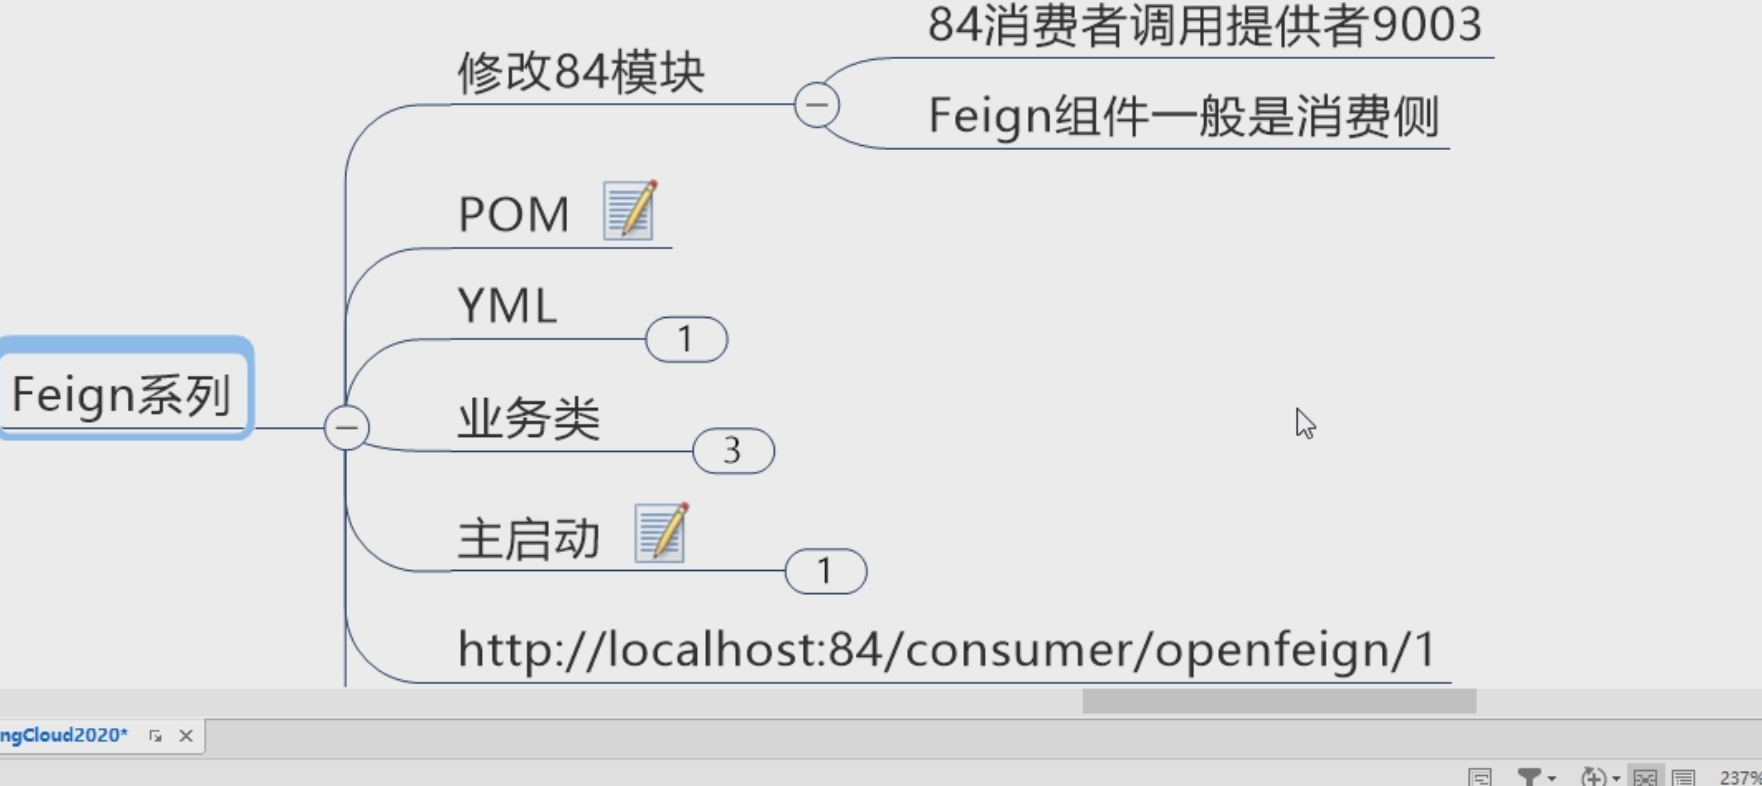 84消费者调用提供者9003
修改84模块
Feign组件一般是消费侧
POM
YML
1
Feign系列
业务类
3
主启动
1
http://localhost:84/consumer/openfeign/1
ngCloud2020*
237%